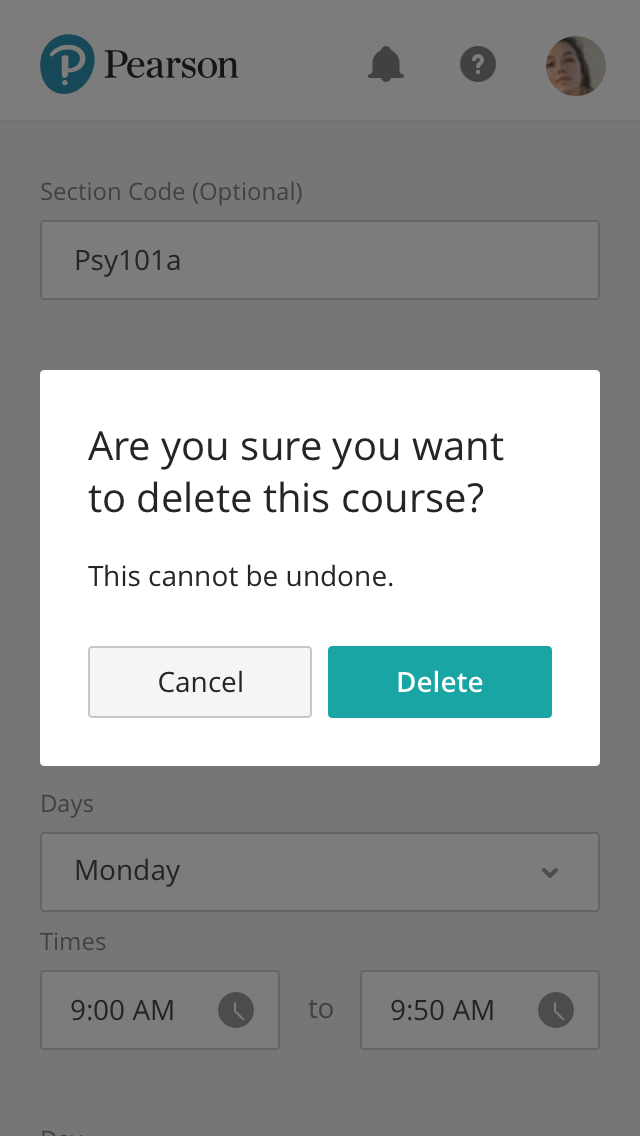 Pearson
Section Code (Optional)
Psy101a
Are you sure you want
to delete this course?
This cannot be undone.
Cancel Delete
Days
Monday
Times
9:00 AM to 9:50 AM